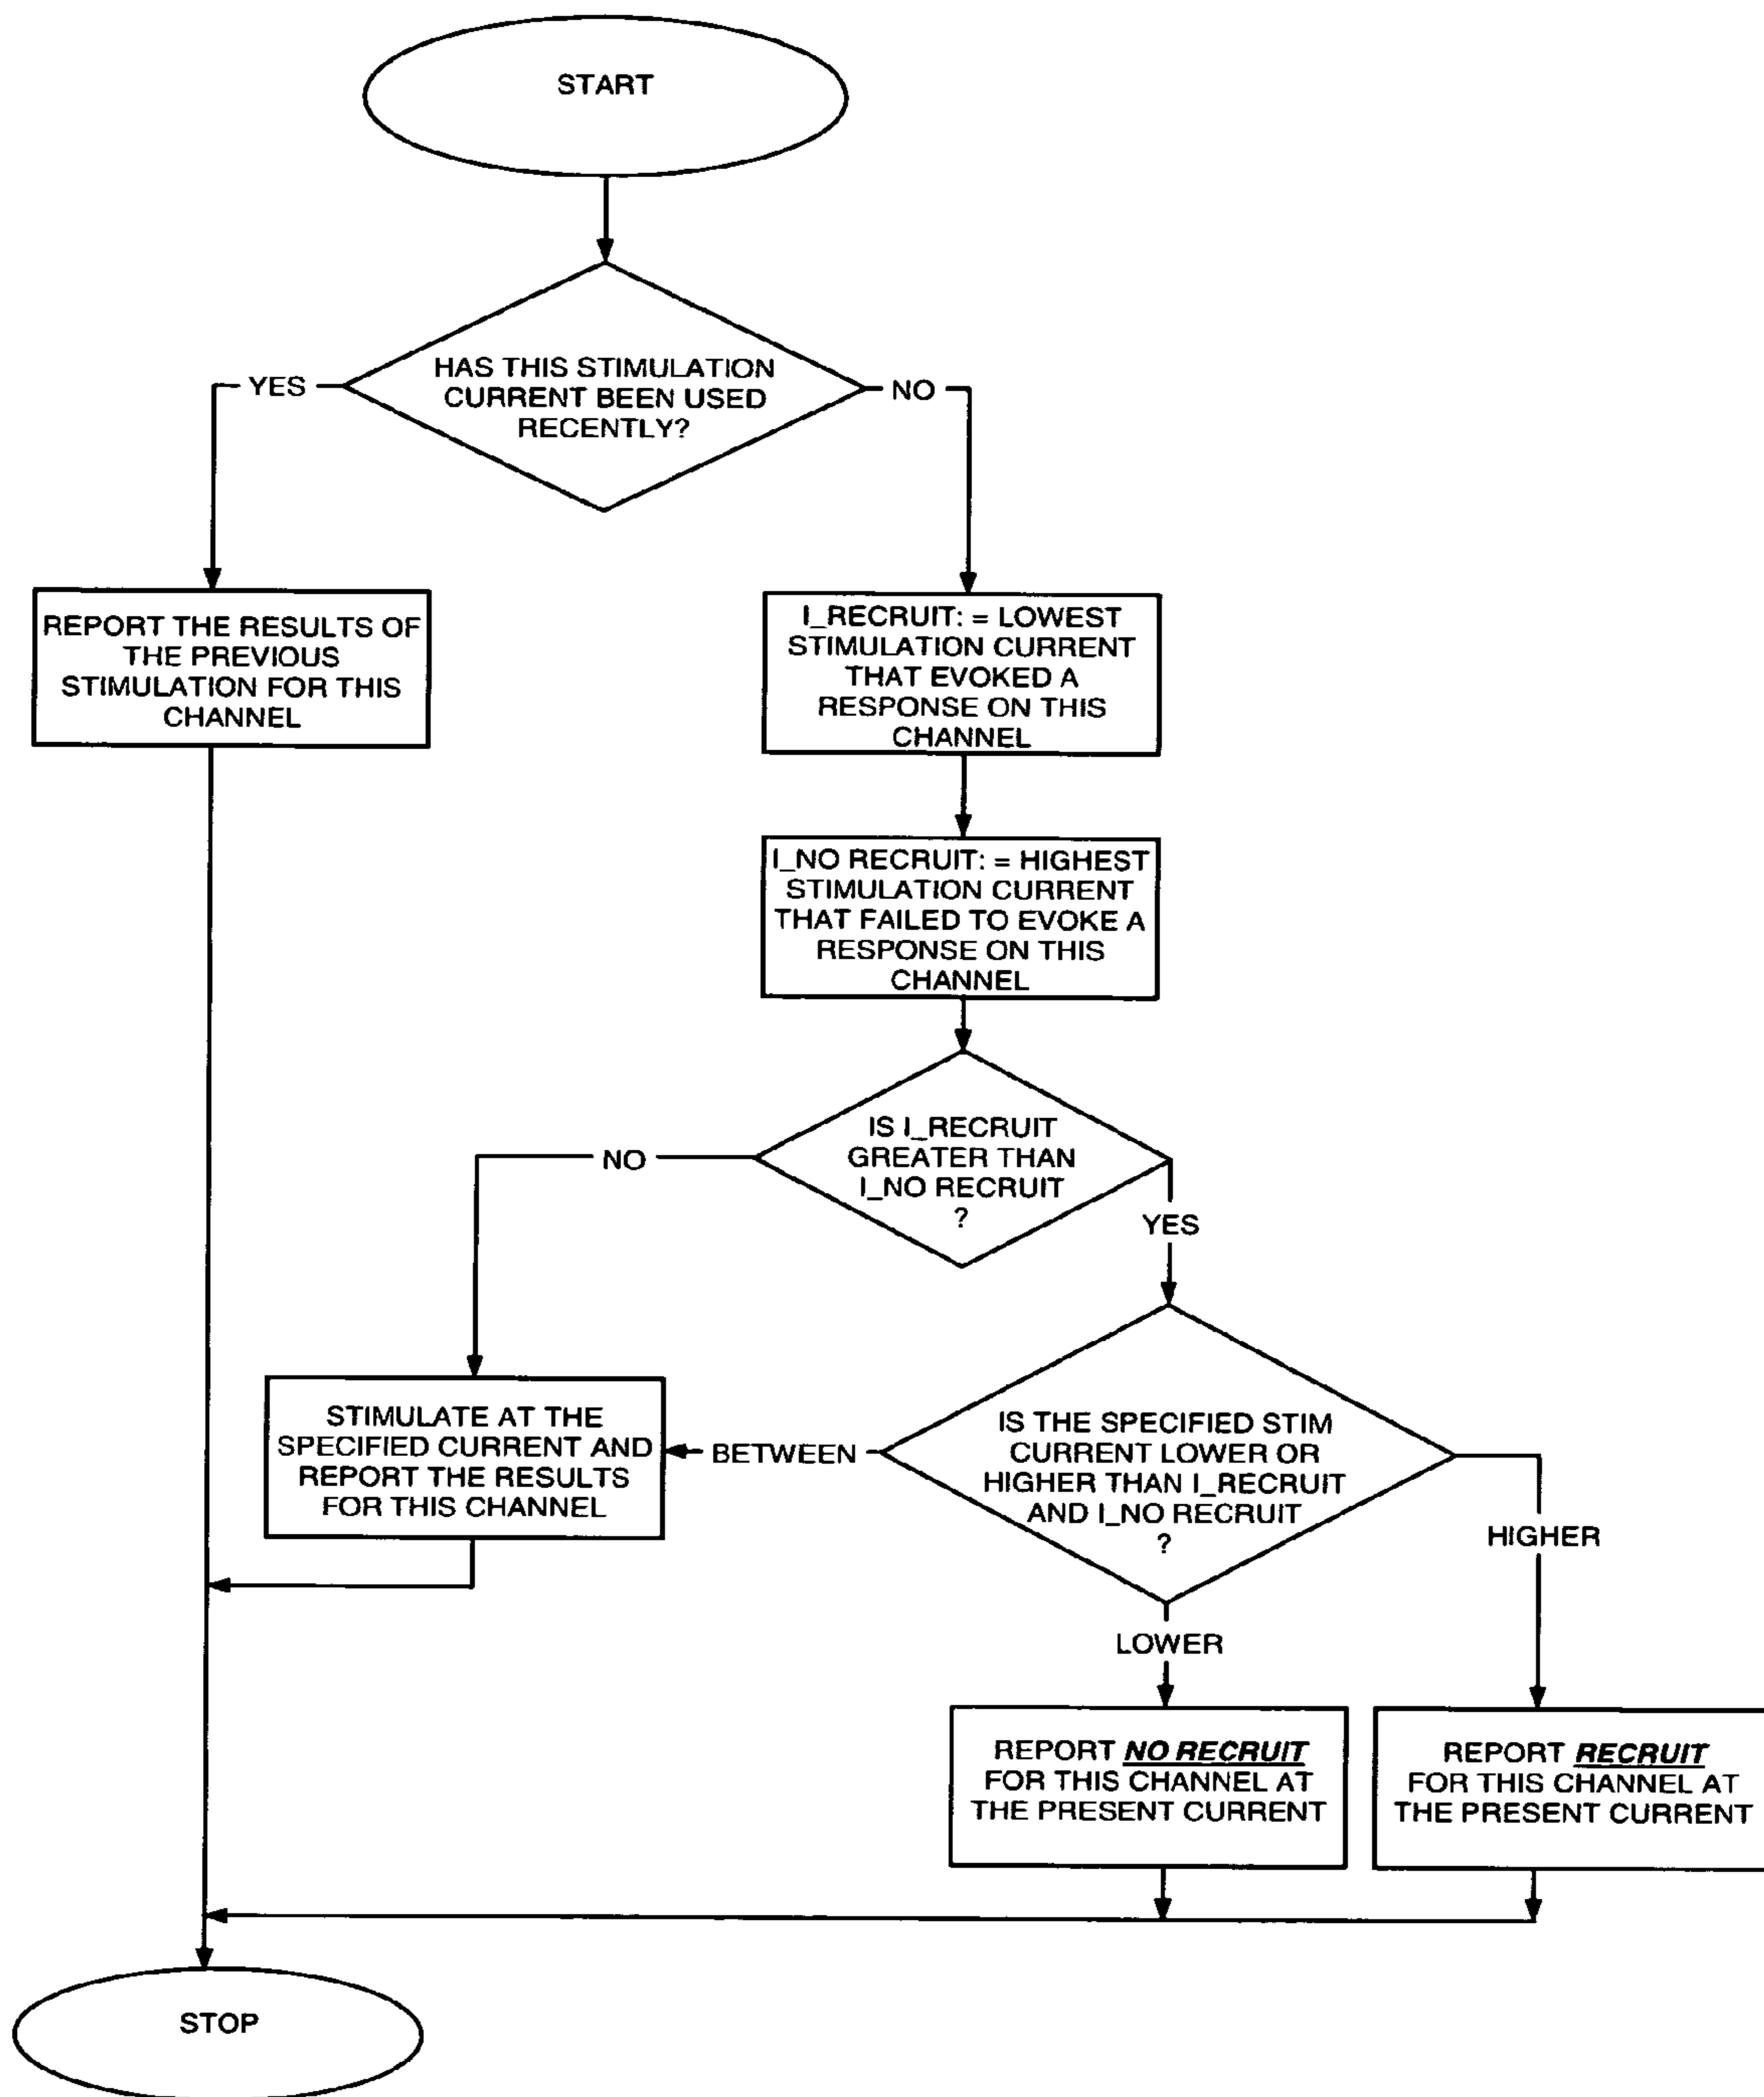 START
HAS THIS STIMULATION
CURRENT BEEN USED
RECENTLY?
YES
NO
REPORT THE RESULTS OF
THE PREVIOUS
STIMULATION FOR THIS
CHANNEL
I_RECRUIT: = LOWEST
STIMULATION CURRENT
THAT EVOKED A
RESPONSE ON THIS
CHANNEL
I_NO RECRUIT: = HIGHEST
STIMULATION CURRENT
THAT FAILED TO EVOKE A
RESPONSE ON THIS
CHANNEL
IS I_RECRUIT
GREATER THAN
I_NO RECRUIT
?
NO
YES
STIMULATE AT THE
SPECIFIED CURRENT AND
REPORT THE RESULTS
FOR THIS CHANNEL
BETWEEN
IS THE SPECIFIED STIM
CURRENT LOWER OR
HIGHER THAN I_RECRUIT
AND I_NO RECRUIT
?
HIGHER
LOWER
REPORT NO RECRUIT
FOR THIS CHANNEL AT
THE PRESENT CURRENT
REPORT RECRUIT
FOR THIS CHANNEL AT
THE PRESENT CURRENT
STOP